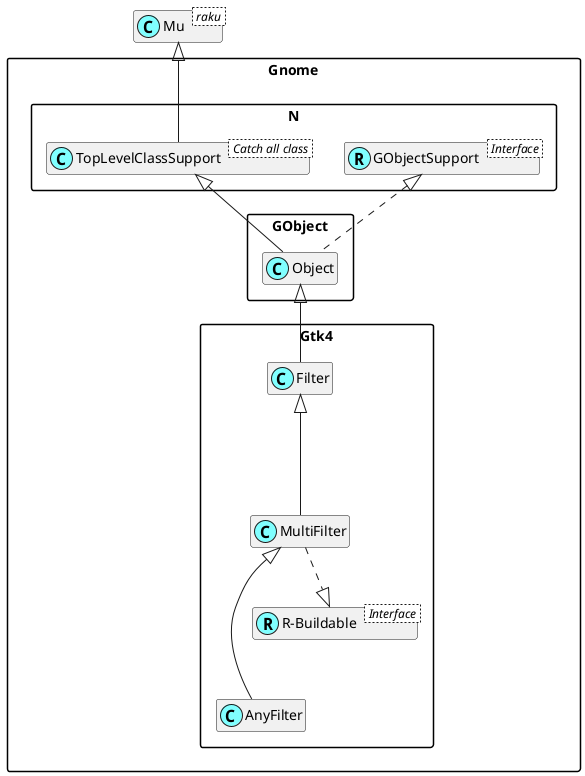 C Mu raku
Gnome
N
C TopLevelClassSupport Catch all class
R GObjectSupport Interface
GObject
C Object
Gtk4
C Filter
C MultiFilter
R R-Buildable Interface
C AnyFilter